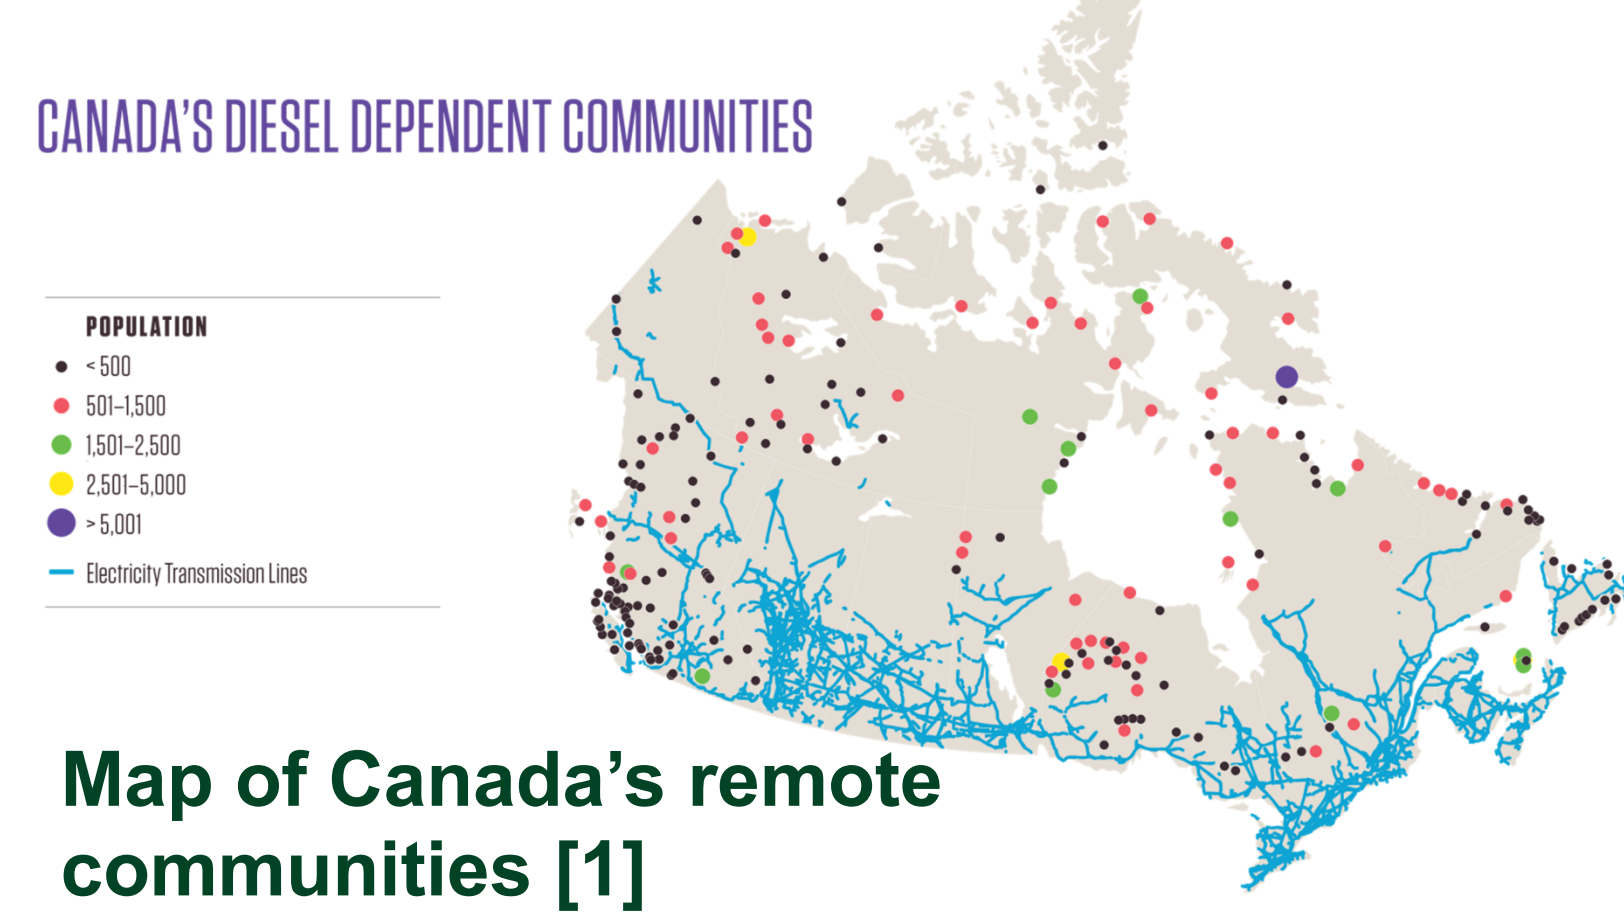 CANADA'S DIESEL DEPENDENT COMMUNITIES
POPULATION
< 500
501–1,500
1,501–2,500
2,501–5,000
> 5,001
Electricity Transmission Lines
Map of Canada’s remote
communities [1]